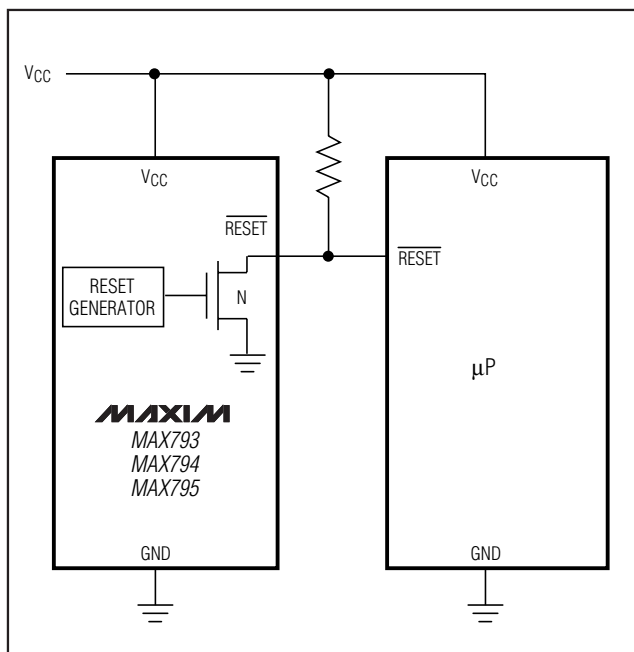 VCC
VCC
VCC
RESET
RESET
RESET
GENERATOR
N
μP
MAXIM
MAX793
MAX794
MAX795
GND
GND